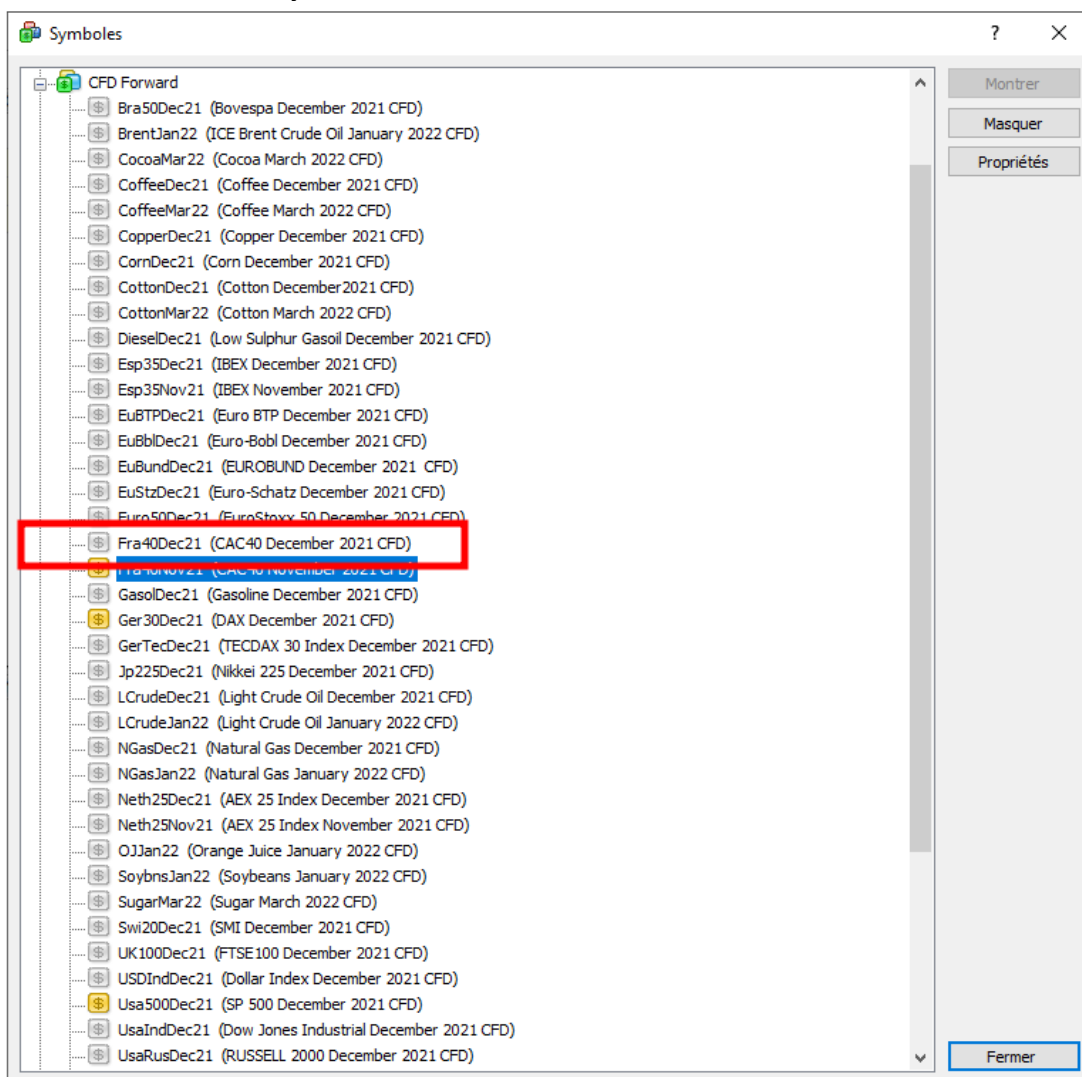 Symboles
?
CFD Forward
Montrer
Bra50Dec21 (Bovespa December 2021 CFD)
Masquer
BrentJan22 (ICE Brent Crude Oil January 2022 CFD)
CocoaMar22 (Cocoa March 2022 CFD)
Propriétés
CoffeeDec21 (Coffee December 2021 CFD)
CoffeeMar22 (Coffee March 2022 CFD)
CopperDec21 (Copper December 2021 CFD)
CornDec21 (Corn December 2021 CFD)
CottonDec21 (Cotton December2021 CFD)
CottonMar22 (Cotton March 2022 CFD)
DieselDec21 (Low Sulphur Gasoil December 2021 CFD)
Esp35Dec21 (IBEX December 2021 CFD)
Esp35Nov21 (IBEX November 2021 CFD)
EuBTPDec21 (Euro BTP December 2021 CFD)
EuBblDec21 (Euro-Bobl December 2021 CFD)
EuBundDec21 (EUROBUND December 2021 CFD)
EuStzDec21 (Euro-Schatz December 2021 CFD)
Euro50Dec21 (EuroStoxx 50 December 2021 CFD)
Fra40Dec21 (CAC40 December 2021 CFD)
Fra40Nov21 (CAC40 November 2021 CFD)
GasolDec21 (Gasoline December 2021 CFD)
Ger30Dec21 (DAX December 2021 CFD)
GerTecDec21 (TECDAX 30 Index December 2021 CFD)
Jp225Dec21 (Nikkei 225 December 2021 CFD)
LCrudeDec21 (Light Crude Oil December 2021 CFD)
LCrudeJan22 (Light Crude Oil January 2022 CFD)
NGasDec21 (Natural Gas December 2021 CFD)
NGasJan22 (Natural Gas January 2022 CFD)
Neth25Dec21 (AEX 25 Index December 2021 CFD)
Neth25Nov21 (AEX 25 Index November 2021 CFD)
OJJan22 (Orange Juice January 2022 CFD)
SoybnsJan22 (Soybeans January 2022 CFD)
SugarMar22 (Sugar March 2022 CFD)
Swi20Dec21 (SMI December 2021 CFD)
UK100Dec21 (FTSE100 December 2021 CFD)
USDIndDec21 (Dollar Index December 2021 CFD)
Usa500Dec21 (SP 500 December 2021 CFD)
UsaIndDec21 (Dow Jones Industrial December 2021 CFD)
UsaRusDec21 (RUSSELL 2000 December 2021 CFD)
Fermer